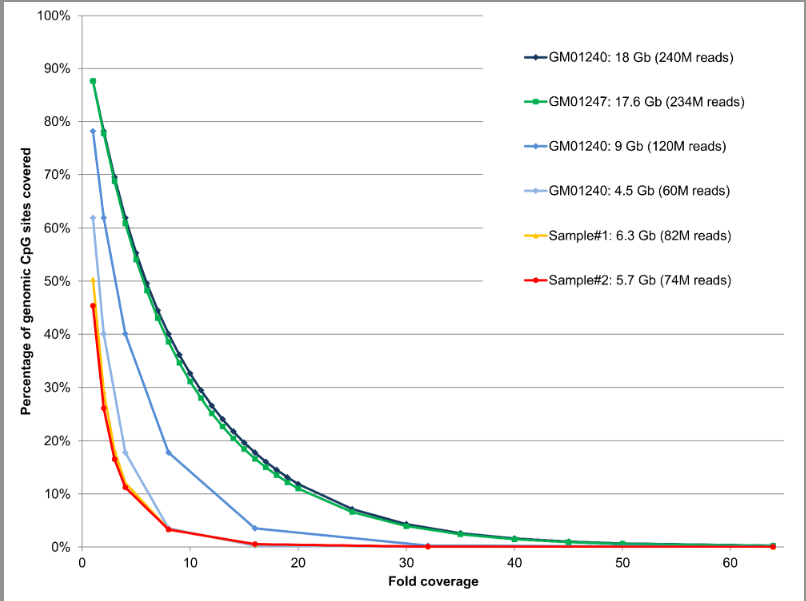 100%
90%
80%
70%
60%
50%
40%
30%
20%
10%
0%
Percentage of genomic CpG sites covered
0 10 20 30 40 50 60
Fold coverage
GM01240: 18 Gb (240M reads)
GM01247: 17.6 Gb (234M reads)
GM01240: 9 Gb (120M reads)
GM01240: 4.5 Gb (60M reads)
Sample#1: 6.3 Gb (82M reads)
Sample#2: 5.7 Gb (74M reads)